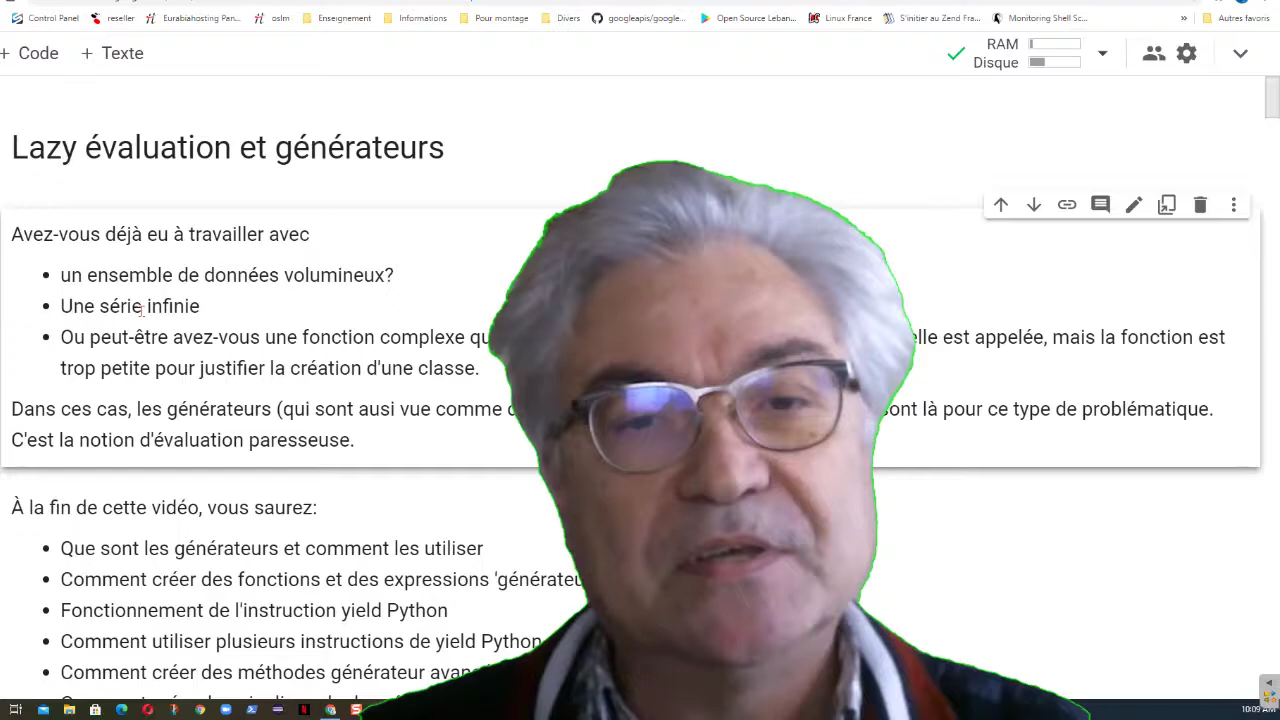 Control Panel reseller Eurabiahosting Pan... oslm Enseignement Informations Pour montage Divers googleapis/google... Open Source Leban... Linux France S'initier au Zend Fra... Monitoring Shell Sc... » Autres favoris
+ Code + Texte
RAM
Disque
Lazy évaluation et générateurs
Avez-vous déjà eu à travailler avec
• un ensemble de données volumineux?
• Une série infinie
• Ou peut-être avez-vous une fonction complexe elle est appelée, mais la fonction est
trop petite pour justifier la création d'une classe.
Dans ces cas, les générateurs (qui sont ausi vue comme sont là pour ce type de problématique.
C'est la notion d'évaluation paresseuse.
À la fin de cette vidéo, vous saurez:
• Que sont les générateurs et comment les utiliser
• Comment créer des fonctions et des expressions
• Fonctionnement de l'instruction yield Python
• Comment utiliser plusieurs instructions de yield Python
• Comment créer des méthodes générateur
10:09 AM